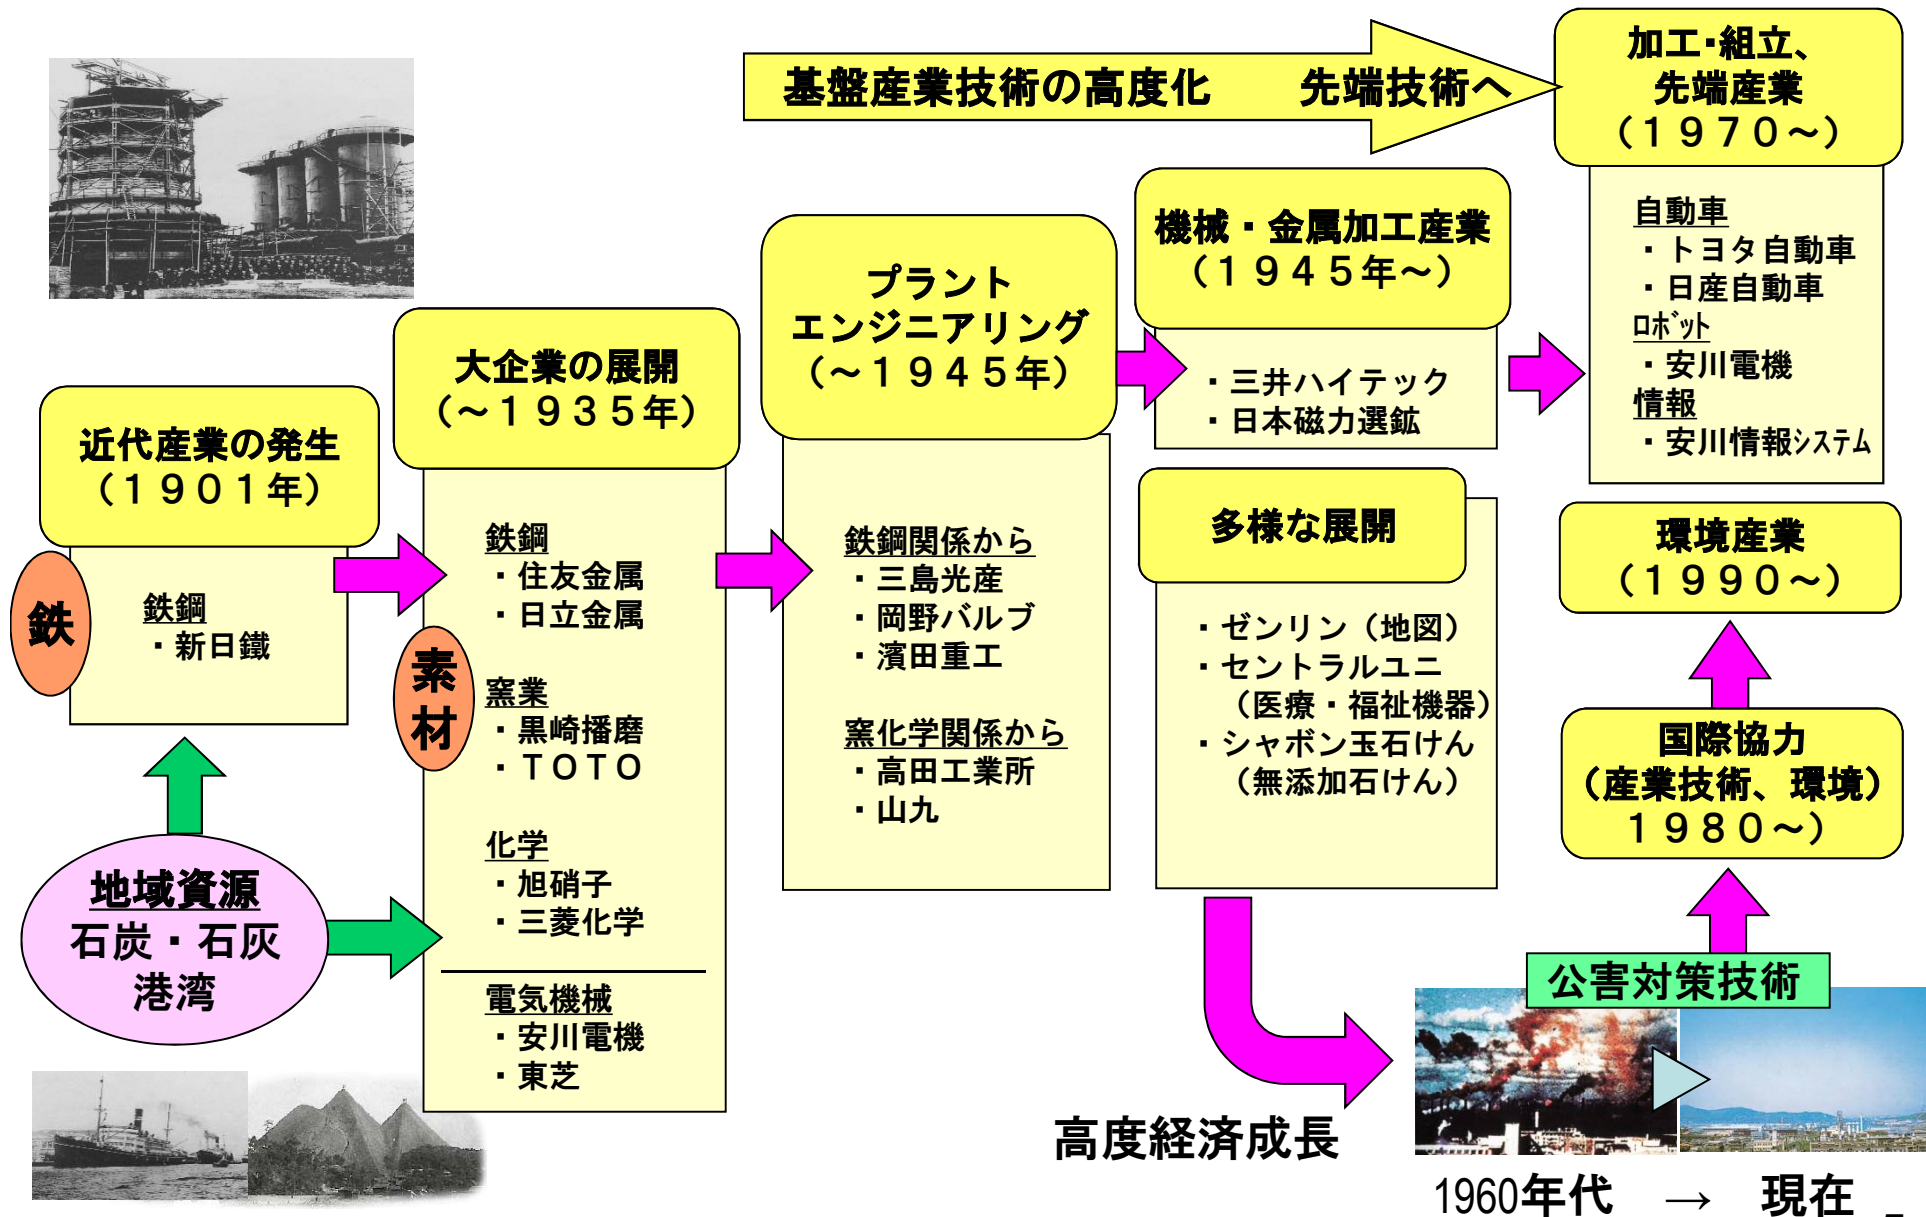 基盤産業技術の高度化　　先端技術へ
加工・組立、
先端産業
（１９７０～）
自動車
・トヨタ自動車
・日産自動車
ﾛﾎﾞｯﾄ
・安川電機
情報
・安川情報ｼｽﾃﾑ
機械・金属加工産業
（１９４５年～）
・三井ハイテック
・日本磁力選鉱
プラント
エンジニアリング
（～１９４５年）
鉄鋼関係から
・三島光産
・岡野バルブ
・濱田重工
窯化学関係から
・高田工業所
・山九
大企業の展開
（～１９３５年）
素
材
鉄鋼
・住友金属
・日立金属
窯業
・黒崎播磨
・ＴＯＴＯ
化学
・旭硝子
・三菱化学
電気機械
・安川電機
・東芝
近代産業の発生
（１９０１年）
鉄
鉄鋼
・新日鐵
地域資源
石炭・石灰
港湾
多様な展開
・ゼンリン（地図）
・セントラルユニ
（医療・福祉機器）
・シャボン玉石けん
（無添加石けん）
環境産業
（１９９０～）
国際協力
（産業技術、環境）
１９８０～）
公害対策技術
高度経済成長
1960年代　→　現在